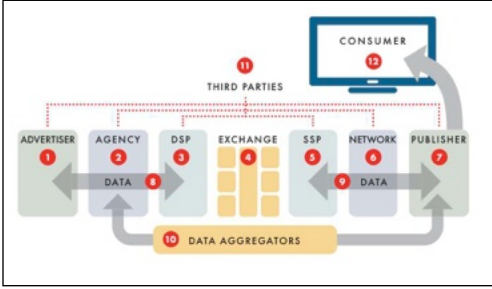 CONSUMER
12
11
THIRD PARTIES
ADVERTISER AGENCY DSP EXCHANGE SSP NETWORK PUBLISHER
1 2 3 4 5 6 7
DATA 8 9 DATA
10 DATA AGGREGATORS